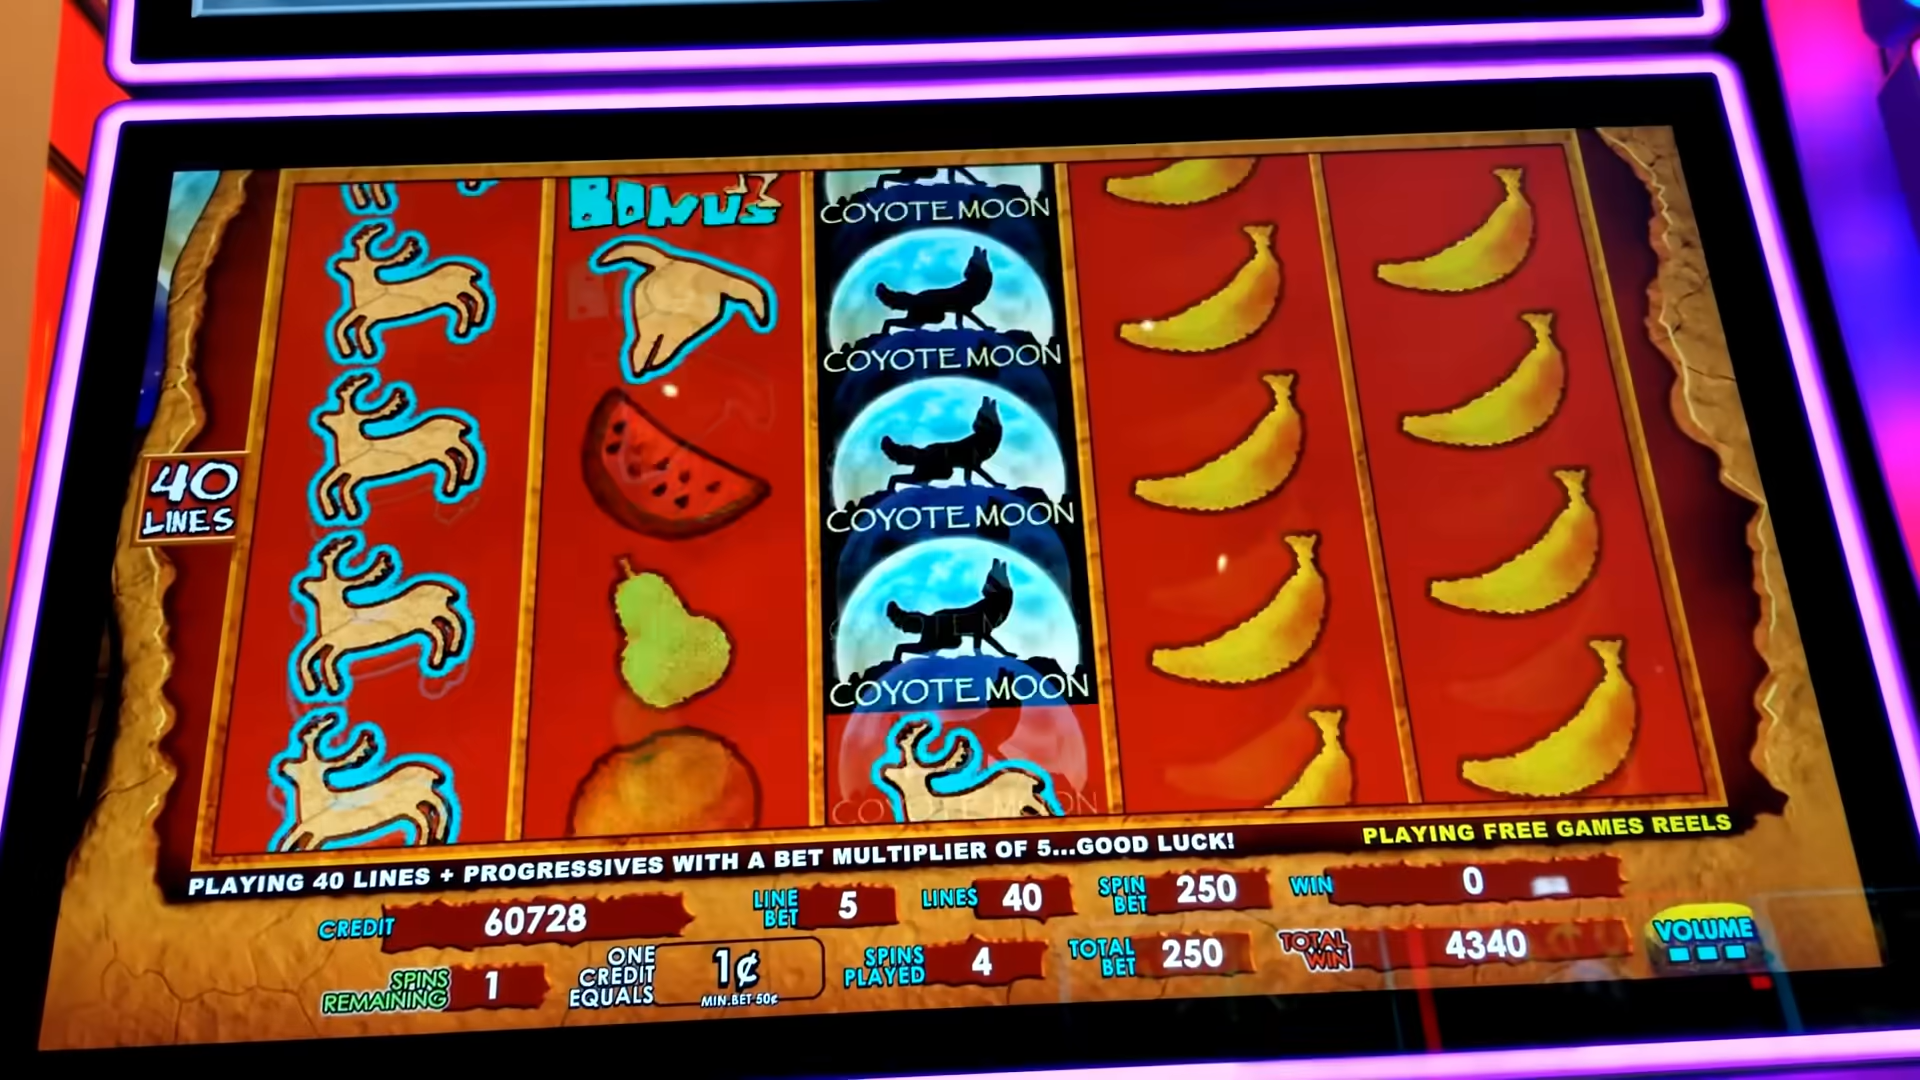 BONUS
COYOTE MOON
COYOTE MOON
COYOTE MOON
COYOTE MOON
COYOTE MOON
40
LINES
PLAYING 40 LINES + PROGRESSIVES WITH A BET MULTIPLIER OF 5...GOOD LUCK!
PLAYING FREE GAMES REELS
CREDIT 60728
LINE BET 5
LINES 40
SPIN BET 250
WIN 0
SPINS REMAINING 1
ONE CREDIT EQUALS 1¢
MIN. BET 50¢
SPINS PLAYED 4
TOTAL BET 250
TOTAL WIN 4340
VOLUME